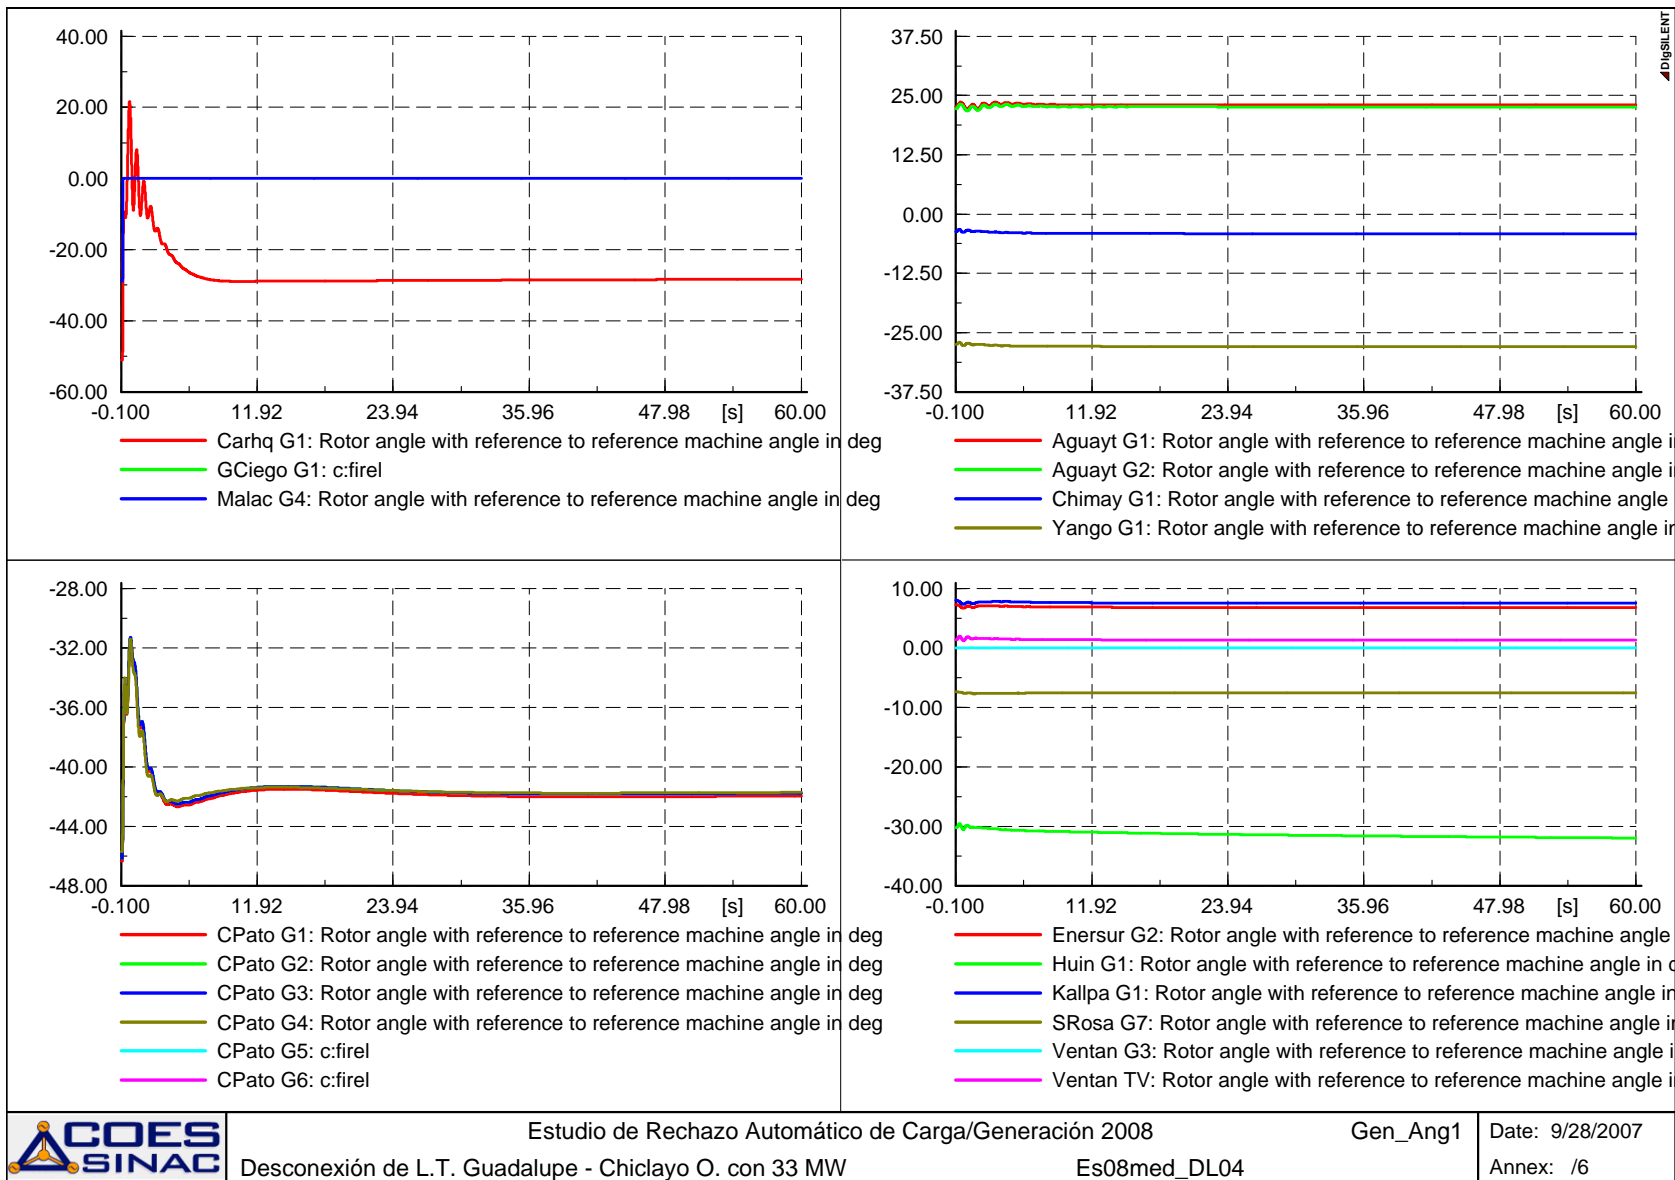 DIgSILENT
40.00
20.00
0.00
-20.00
-40.00
-60.00
-0.100 11.92 23.94 35.96 47.98 [s] 60.00
Carhq G1: Rotor angle with reference to reference machine angle in deg
GCiego G1: c:firel
Malac G4: Rotor angle with reference to reference machine angle in deg
37.50
25.00
12.50
0.00
-12.50
-25.00
-37.50
-0.100 11.92 23.94 35.96 47.98 [s] 60.00
Aguayt G1: Rotor angle with reference to reference machine angle i
Aguayt G2: Rotor angle with reference to reference machine angle i
Chimay G1: Rotor angle with reference to reference machine angle
Yango G1: Rotor angle with reference to reference machine angle in
-28.00
-32.00
-36.00
-40.00
-44.00
-48.00
-0.100 11.92 23.94 35.96 47.98 [s] 60.00
CPato G1: Rotor angle with reference to reference machine angle in deg
CPato G2: Rotor angle with reference to reference machine angle in deg
CPato G3: Rotor angle with reference to reference machine angle in deg
CPato G4: Rotor angle with reference to reference machine angle in deg
CPato G5: c:firel
CPato G6: c:firel
10.00
0.00
-10.00
-20.00
-30.00
-40.00
-0.100 11.92 23.94 35.96 47.98 [s] 60.00
Enersur G2: Rotor angle with reference to reference machine angle
Huin G1: Rotor angle with reference to reference machine angle in d
Kallpa G1: Rotor angle with reference to reference machine angle in
SRosa G7: Rotor angle with reference to reference machine angle i
Ventan G3: Rotor angle with reference to reference machine angle i
Ventan TV: Rotor angle with reference to reference machine angle i
COES
SINAC
Estudio de Rechazo Automático de Carga/Generación 2008 Gen_Ang1
Desconexión de L.T. Guadalupe - Chiclayo O. con 33 MW Es08med_DL04
Date: 9/28/2007
Annex: /6